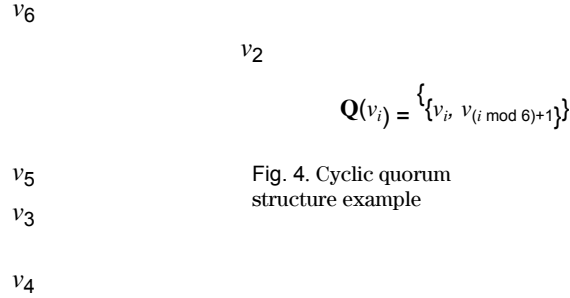 v6
v2
Q(vi) = {{vi, v(i mod 6)+1}}
v5
Fig. 4. Cyclic quorum
structure example
v3
v4